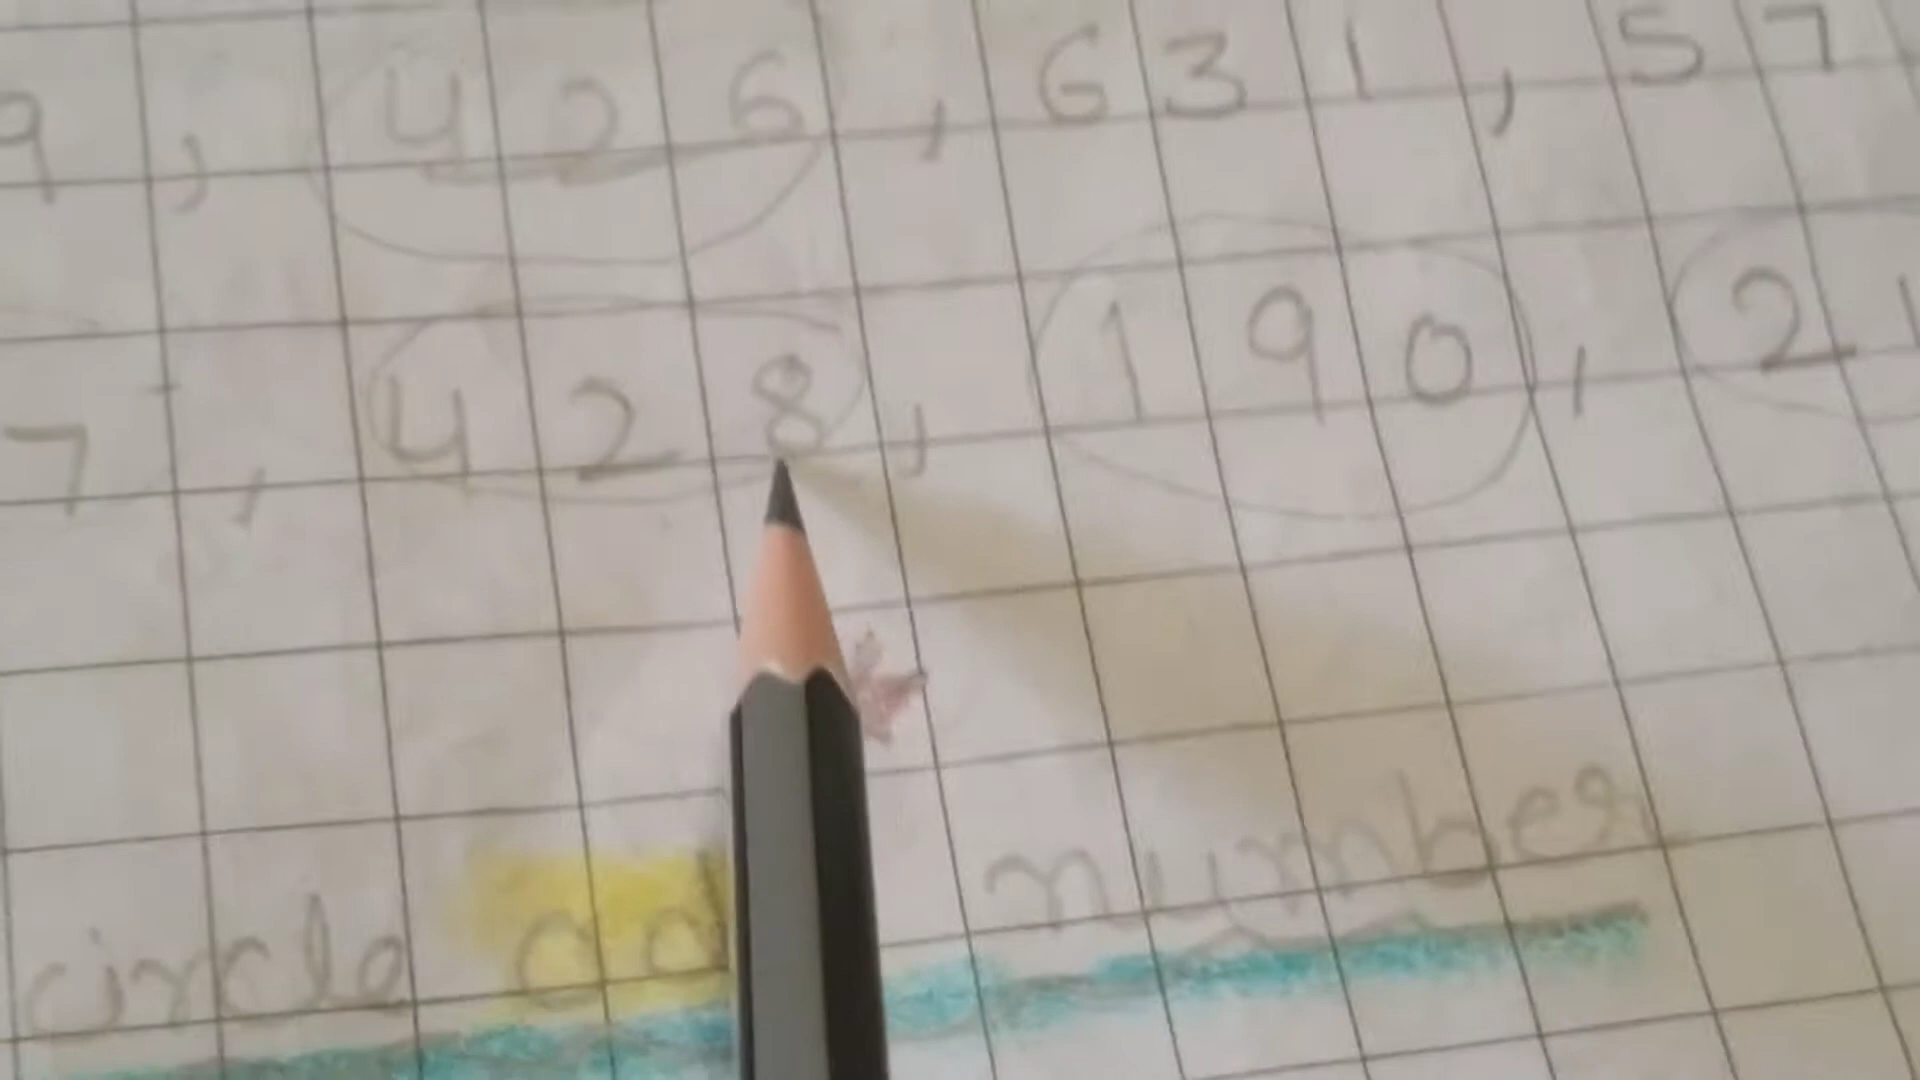 9, 426, 631, 57
7, 428, 190, 21
circle odd number